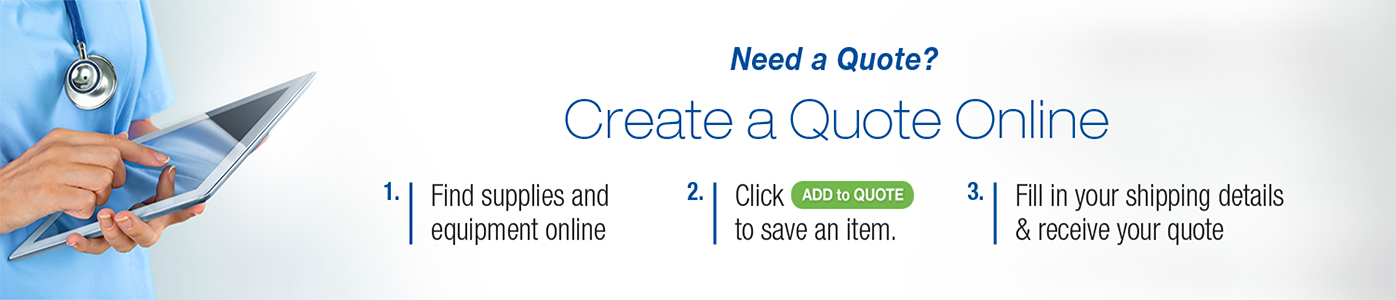 Need a Quote?
Create a Quote Online
1. Find supplies and
equipment online
2. Click ADD to QUOTE
to save an item.
3. Fill in your shipping details
& receive your quote